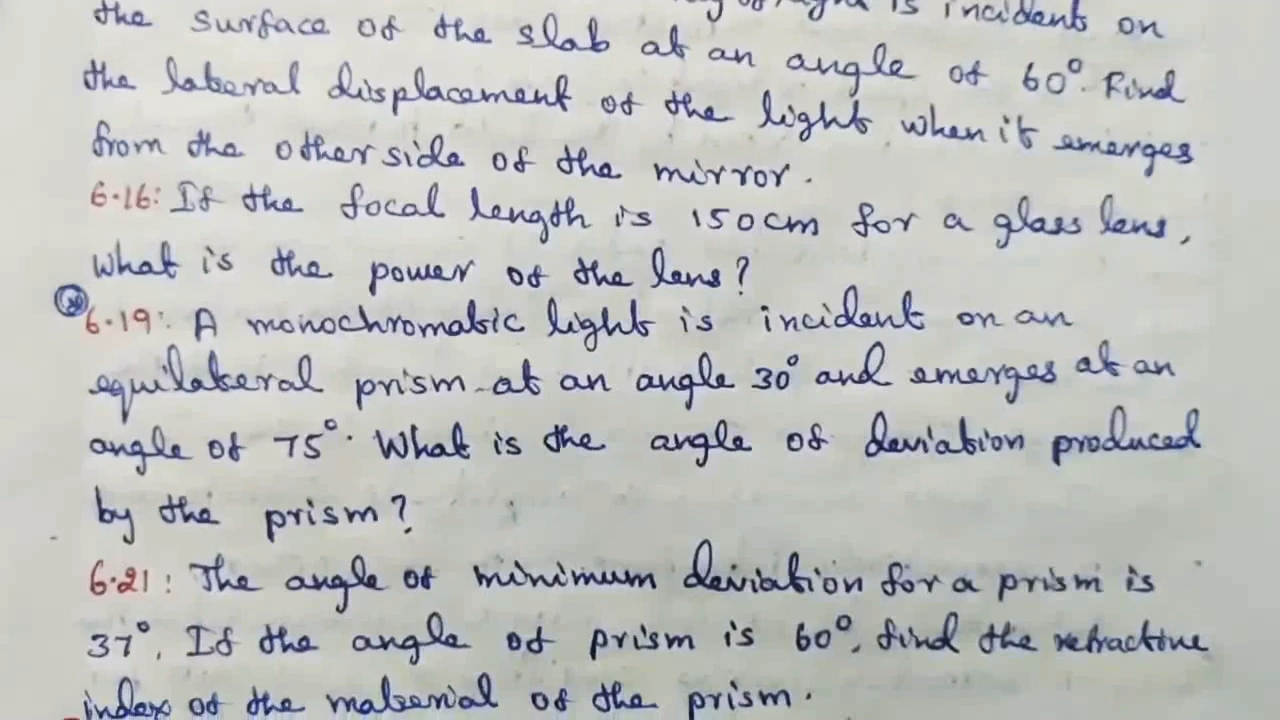 is incident on
the surface of the slab at an angle of 60°. Find
the lateral displacement of the light when it emerges
from the other side of the mirror.
6.16: If the focal length is 150cm for a glass lens,
What is the power of the lens?
6.19: A monochromatic light is incident on an
equilateral prism at an angle 30° and emerges at an
angle of 75°. What is the angle of deviation produced
by the prism?
6.21: The angle of minimum deviation for a prism is
37°. If the angle of prism is 60°, find the refractive
index of the material of the prism.